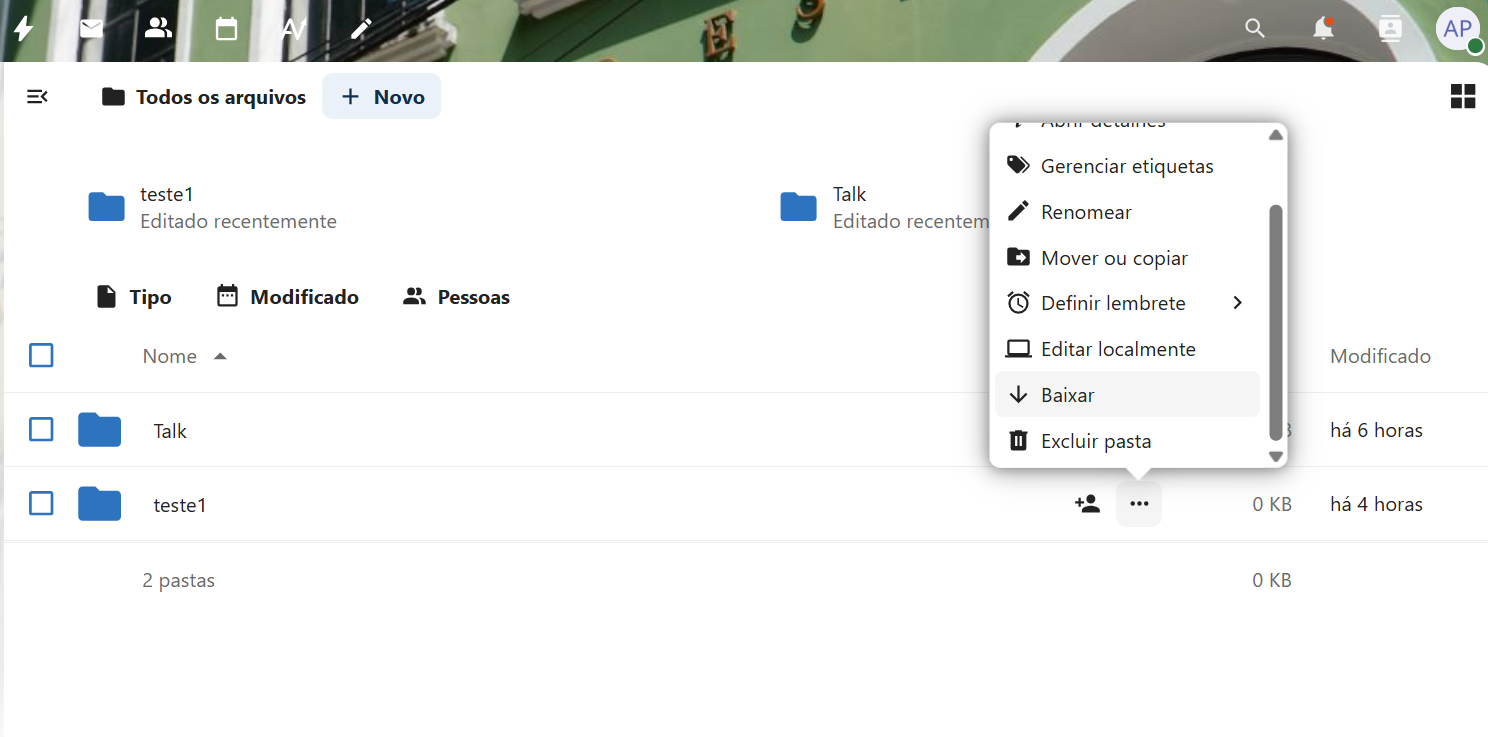 AP
Todos os arquivos
+ Novo
teste1
Editado recentemente
Talk
Editado recentem
Abrir detalhes
Gerenciar etiquetas
Renomear
Mover ou copiar
Definir lembrete
Editar localmente
Baixar
Excluir pasta
Tipo
Modificado
Pessoas
Nome
Modificado
Talk
há 6 horas
teste1
0 KB
há 4 horas
2 pastas
0 KB